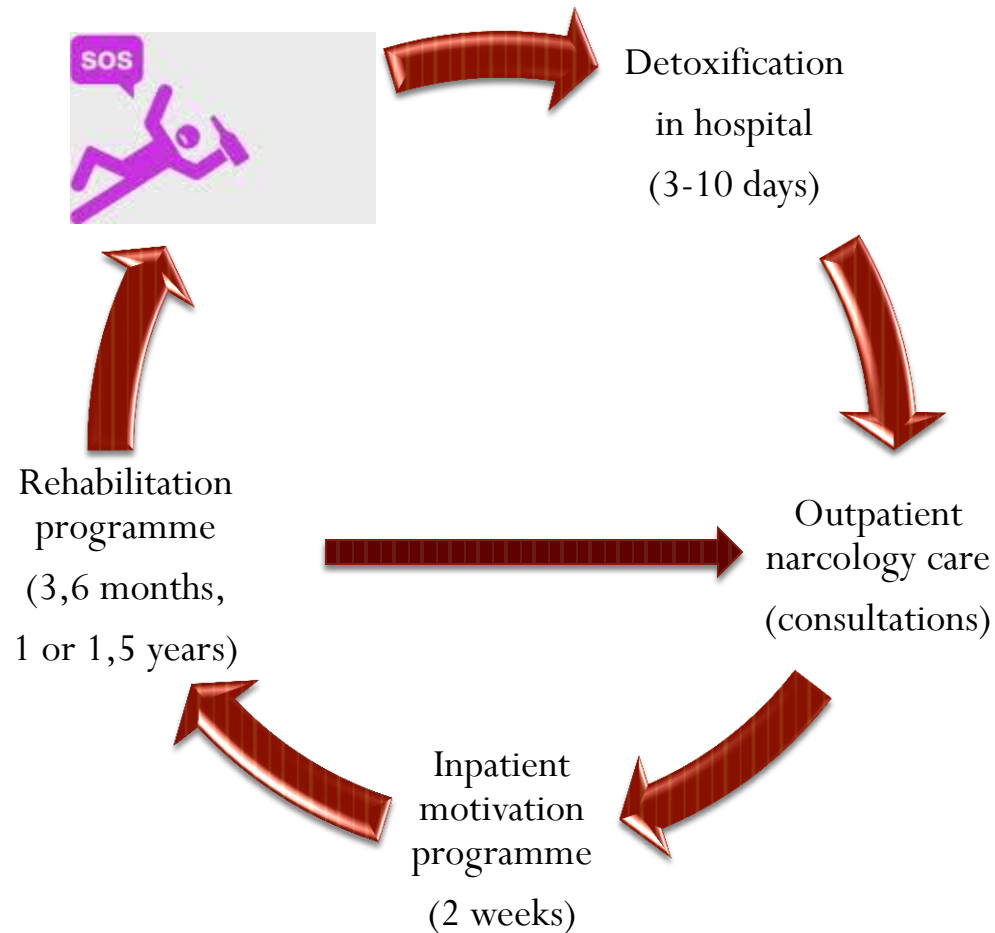 SOS
Detoxification
in hospital
(3-10 days)
Rehabilitation
programme
(3,6 months,
1 or 1,5 years)
Outpatient
narcology care
(consultations)
Inpatient
motivation
programme
(2 weeks)